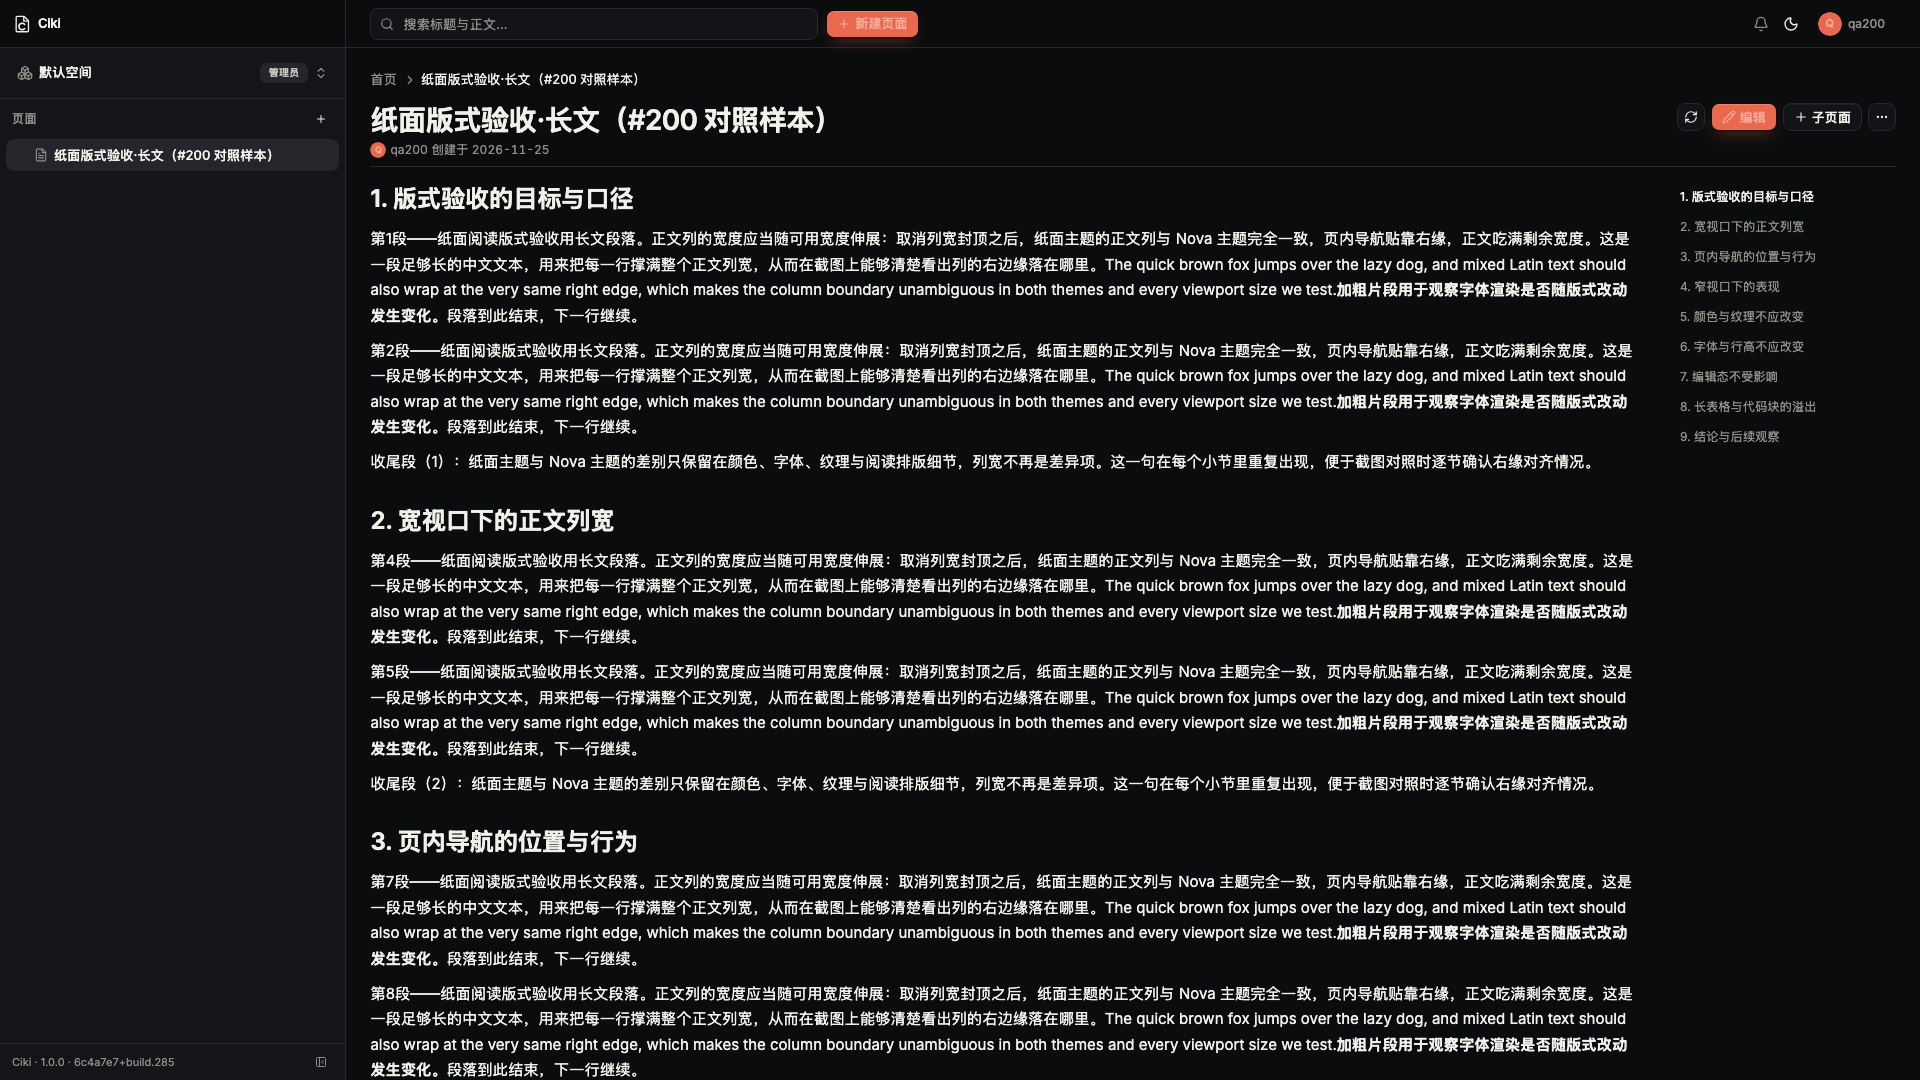 Ciki
搜索标题与正文...
新建页面
qa200
默认空间
管理员
页面
纸面版式验收·长文（#200 对照样本）
首页
纸面版式验收·长文（#200 对照样本）
纸面版式验收·长文（#200 对照样本）
Q
qa200 创建于 2026-11-25
编辑
子页面
1. 版式验收的目标与口径
第1段——纸面阅读版式验收用长文段落。正文列的宽度应当随可用宽度伸展：取消列宽封顶之后，纸面主题的正文列与 Nova 主题完全一致，页内导航贴靠右缘，正文吃满剩余宽度。这是
一段足够长的中文文本，用来把每一行撑满整个正文列宽，从而在截图上能够清楚看出列的右边缘落在哪里。The quick brown fox jumps over the lazy dog, and mixed Latin text should
also wrap at the very same right edge, which makes the column boundary unambiguous in both themes and every viewport size we test.加粗片段用于观察字体渲染是否随版式改动
发生变化。段落到此结束，下一行继续。
第2段——纸面阅读版式验收用长文段落。正文列的宽度应当随可用宽度伸展：取消列宽封顶之后，纸面主题的正文列与 Nova 主题完全一致，页内导航贴靠右缘，正文吃满剩余宽度。这是
一段足够长的中文文本，用来把每一行撑满整个正文列宽，从而在截图上能够清楚看出列的右边缘落在哪里。The quick brown fox jumps over the lazy dog, and mixed Latin text should
also wrap at the very same right edge, which makes the column boundary unambiguous in both themes and every viewport size we test.加粗片段用于观察字体渲染是否随版式改动
发生变化。段落到此结束，下一行继续。
收尾段（1）：纸面主题与 Nova 主题的差别只保留在颜色、字体、纹理与阅读排版细节，列宽不再是差异项。这一句在每个小节里重复出现，便于截图对照时逐节确认右缘对齐情况。
2. 宽视口下的正文列宽
第4段——纸面阅读版式验收用长文段落。正文列的宽度应当随可用宽度伸展：取消列宽封顶之后，纸面主题的正文列与 Nova 主题完全一致，页内导航贴靠右缘，正文吃满剩余宽度。这是
一段足够长的中文文本，用来把每一行撑满整个正文列宽，从而在截图上能够清楚看出列的右边缘落在哪里。The quick brown fox jumps over the lazy dog, and mixed Latin text should
also wrap at the very same right edge, which makes the column boundary unambiguous in both themes and every viewport size we test.加粗片段用于观察字体渲染是否随版式改动
发生变化。段落到此结束，下一行继续。
第5段——纸面阅读版式验收用长文段落。正文列的宽度应当随可用宽度伸展：取消列宽封顶之后，纸面主题的正文列与 Nova 主题完全一致，页内导航贴靠右缘，正文吃满剩余宽度。这是
一段足够长的中文文本，用来把每一行撑满整个正文列宽，从而在截图上能够清楚看出列的右边缘落在哪里。The quick brown fox jumps over the lazy dog, and mixed Latin text should
also wrap at the very same right edge, which makes the column boundary unambiguous in both themes and every viewport size we test.加粗片段用于观察字体渲染是否随版式改动
发生变化。段落到此结束，下一行继续。
收尾段（2）：纸面主题与 Nova 主题的差别只保留在颜色、字体、纹理与阅读排版细节，列宽不再是差异项。这一句在每个小节里重复出现，便于截图对照时逐节确认右缘对齐情况。
3. 页内导航的位置与行为
第7段——纸面阅读版式验收用长文段落。正文列的宽度应当随可用宽度伸展：取消列宽封顶之后，纸面主题的正文列与 Nova 主题完全一致，页内导航贴靠右缘，正文吃满剩余宽度。这是
一段足够长的中文文本，用来把每一行撑满整个正文列宽，从而在截图上能够清楚看出列的右边缘落在哪里。The quick brown fox jumps over the lazy dog, and mixed Latin text should
also wrap at the very same right edge, which makes the column boundary unambiguous in both themes and every viewport size we test.加粗片段用于观察字体渲染是否随版式改动
发生变化。段落到此结束，下一行继续。
第8段——纸面阅读版式验收用长文段落。正文列的宽度应当随可用宽度伸展：取消列宽封顶之后，纸面主题的正文列与 Nova 主题完全一致，页内导航贴靠右缘，正文吃满剩余宽度。这是
一段足够长的中文文本，用来把每一行撑满整个正文列宽，从而在截图上能够清楚看出列的右边缘落在哪里。The quick brown fox jumps over the lazy dog, and mixed Latin text should
also wrap at the very same right edge, which makes the column boundary unambiguous in both themes and every viewport size we test.加粗片段用于观察字体渲染是否随版式改动
发生变化。段落到此结束，下一行继续。
1. 版式验收的目标与口径
2. 宽视口下的正文列宽
3. 页内导航的位置与行为
4. 窄视口下的表现
5. 颜色与纹理不应改变
6. 字体与行高不应改变
7. 编辑态不受影响
8. 长表格与代码块的溢出
9. 结论与后续观察
Ciki · 1.0.0 · 6c4a7e7+build.285